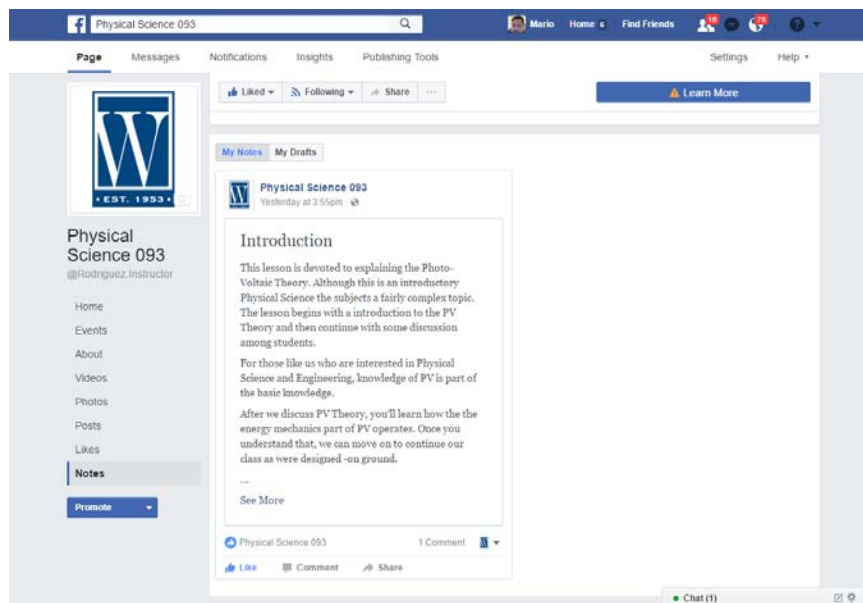 Physical Science 093
Mario Home 6 Find Friends 16 75
Page Messages Notifications Insights Publishing Tools Settings Help
Liked Following Share ...
Learn More
W
• EST. 1953 •
My Notes My Drafts
Physical Science 093
Yesterday at 3:55pm
Introduction
This lesson is devoted to explaining the Photo-
Voltaic Theory. Although this is an introductory
Physical Science the subjects a fairly complex topic.
The lesson begins with a introduction to the PV
Theory and then continue with some discussion
among students.
For those like us who are interested in Physical
Science and Engineering, knowledge of PV is part of
the basic knowledge.
After we discuss PV Theory, you'll learn how the the
energy mechanics part of PV operates. Once you
understand that, we can move on to continue our
class as were designed -on ground.
...
See More
Physical Science 093 1 Comment
Like Comment Share
Physical
Science 093
@Rodriguez.Instructor
Home
Events
About
Videos
Photos
Posts
Likes
Notes
Promote
Chat (1)